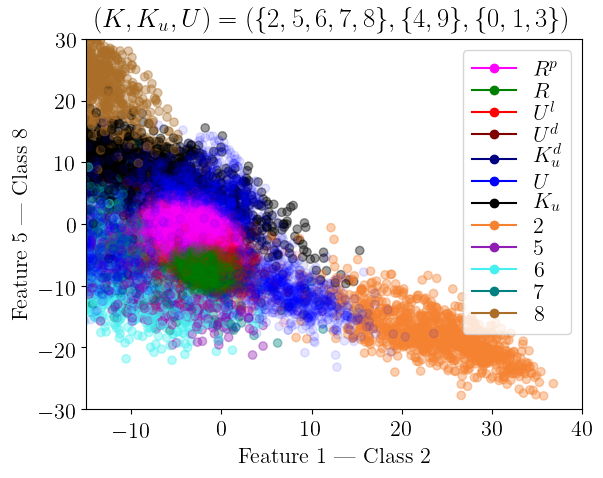 (K, K_u, U) = ({2, 5, 6, 7, 8}, {4, 9}, {0, 1, 3})
30
20
10
0
−10
−20
−30
Feature 5 — Class 8
R^p
R
U^l
U^d
K_u^d
U
K_u
2
5
6
7
8
−10
0
10
20
30
40
Feature 1 — Class 2